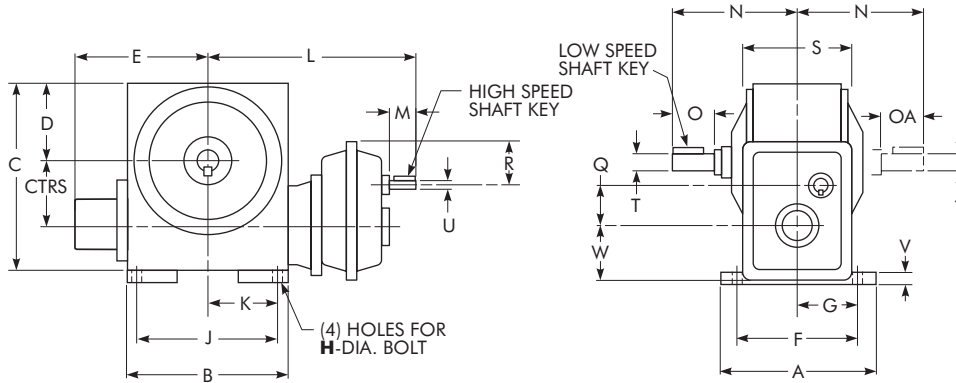 E
L
N
N
LOW SPEED
SHAFT KEY
S
HIGH SPEED
SHAFT KEY
M
D
O
OA
C
R
Q
CTRS
T
U
W
V
K
G
(4) HOLES FOR
H-DIA. BOLT
J
F
B
A